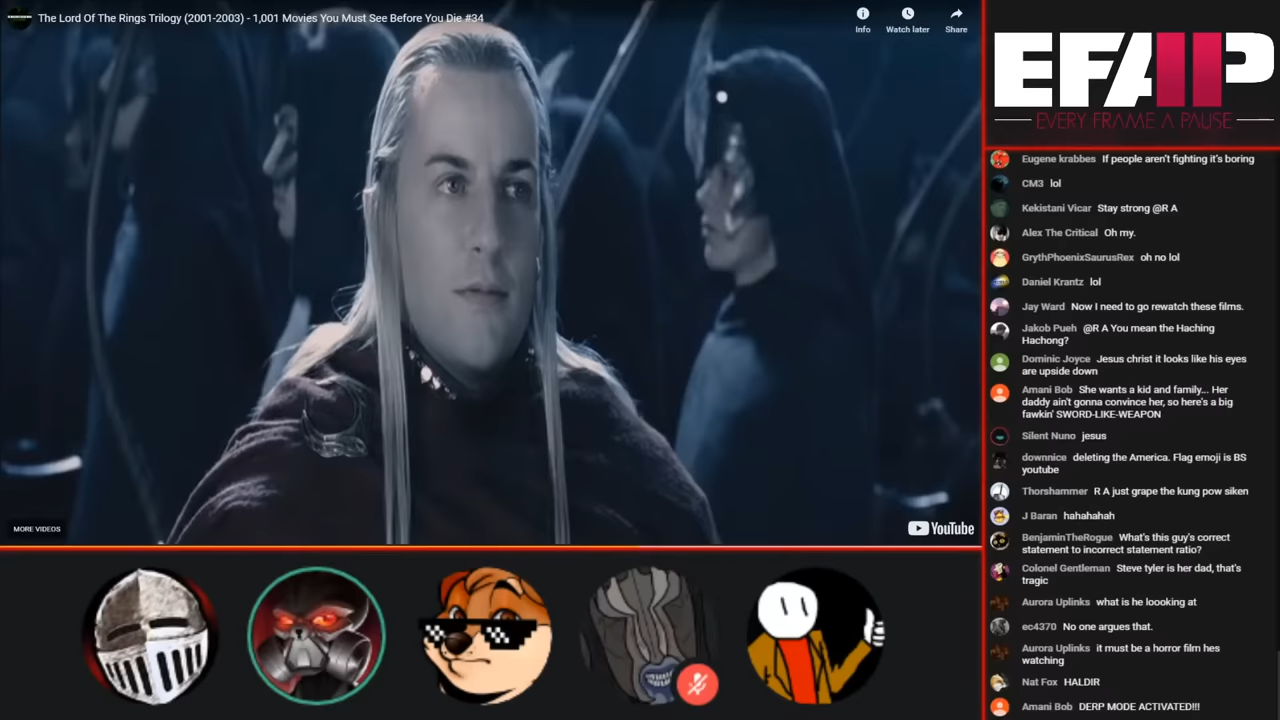 The Lord Of The Rings Trilogy (2001-2003) - 1,001 Movies You Must See Before You Die #34
Info
Watch later
Share
MORE VIDEOS
YouTube
EFAP
EVERY FRAME A PAUSE
Eugene krabbes If people aren't fighting it's boring
CM3 lol
Kekistani Vicar Stay strong @R A
Alex The Critical Oh my.
GrythPhoenixSaurusRex oh no lol
Daniel Krantz lol
Jay Ward Now I need to go rewatch these films.
Jakob Pueh @R A You mean the Haching
Hachong?
Dominic Joyce Jesus christ it looks like his eyes
are upside down
Amani Bob She wants a kid and family... Her
daddy ain't gonna convince her, so here's a big
fawkin' SWORD-LIKE-WEAPON
Silent Nuno jesus
downnice deleting the America. Flag emoji is BS
youtube
Thorshammer R A just grape the kung pow siken
J Baran hahahahah
BenjaminTheRogue What's this guy's correct
statement to incorrect statement ratio?
Colonel Gentleman Steve tyler is her dad, that's
tragic
Aurora Uplinks what is he loooking at
ec4370 No one argues that.
Aurora Uplinks it must be a horror film hes
watching
Nat Fox HALDIR
Amani Bob DERP MODE ACTIVATED!!!